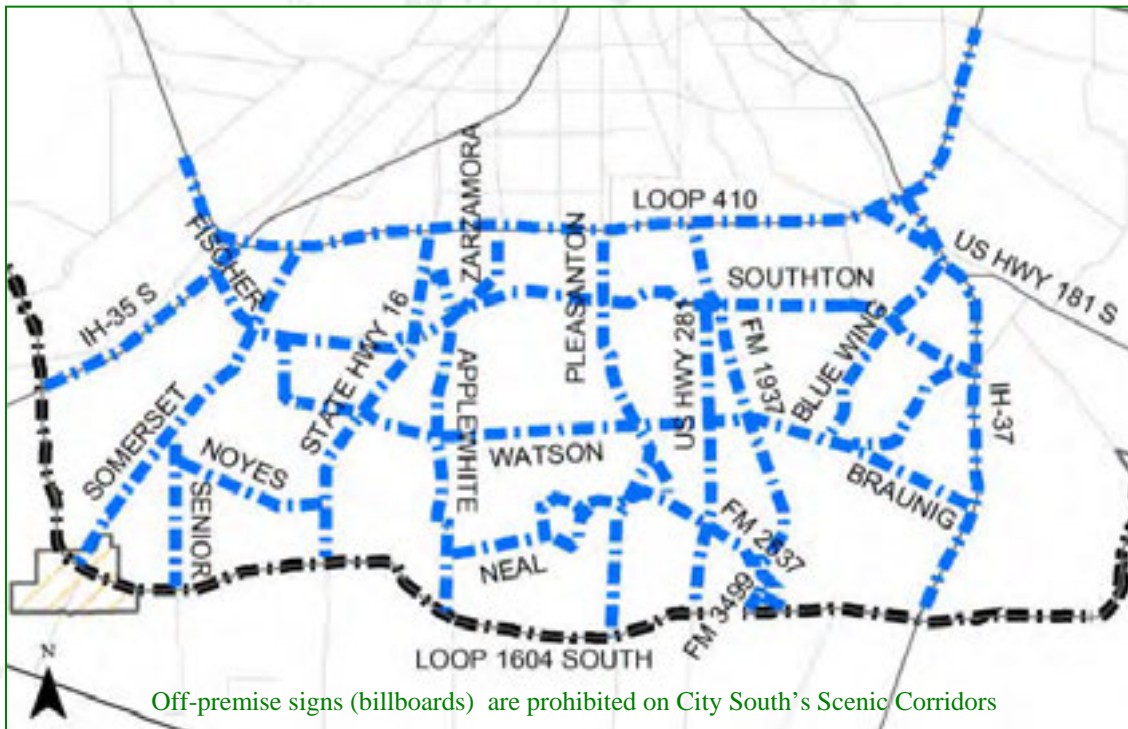 ZARZAMORA
LOOP 410
FISCHER
PLEASANTON
US HWY 181 S
SOUTHTON
IH-35 S
STATE HWY 16
US HWY 281
FM 1937
BLUE WING
APPLEWHITE
IH-37
SOMERSET
WATSON
NOYES
BRAUNIG
SENIOR
FM 2537
NEAL
FM 3499
LOOP 1604 SOUTH
N
Off-premise signs (billboards) are prohibited on City South's Scenic Corridors